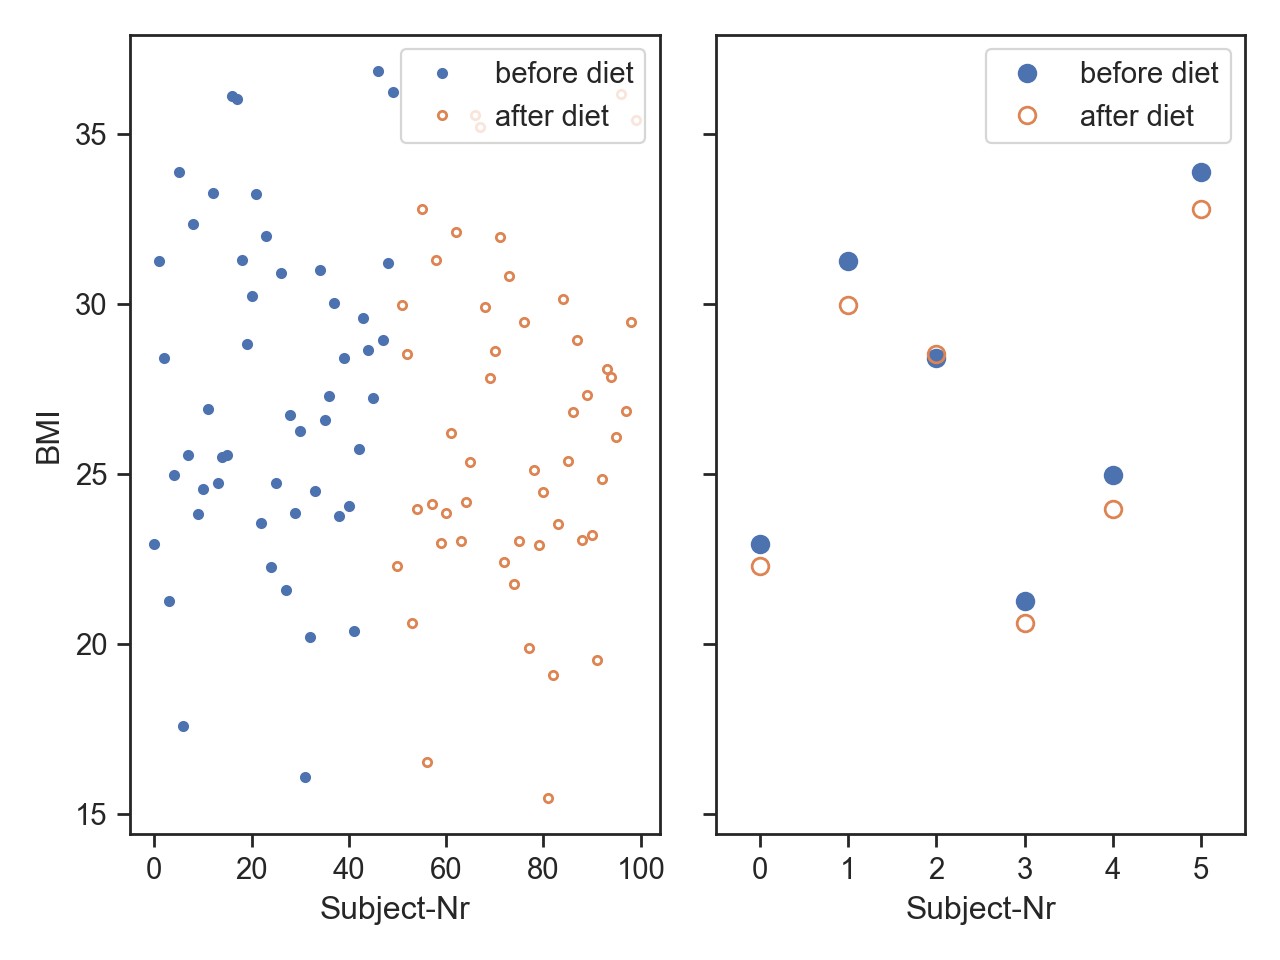 before diet
after diet
35
30
25
20
15
BMI
0 20 40 60 80 100
Subject-Nr
before diet
after diet
0 1 2 3 4 5
Subject-Nr